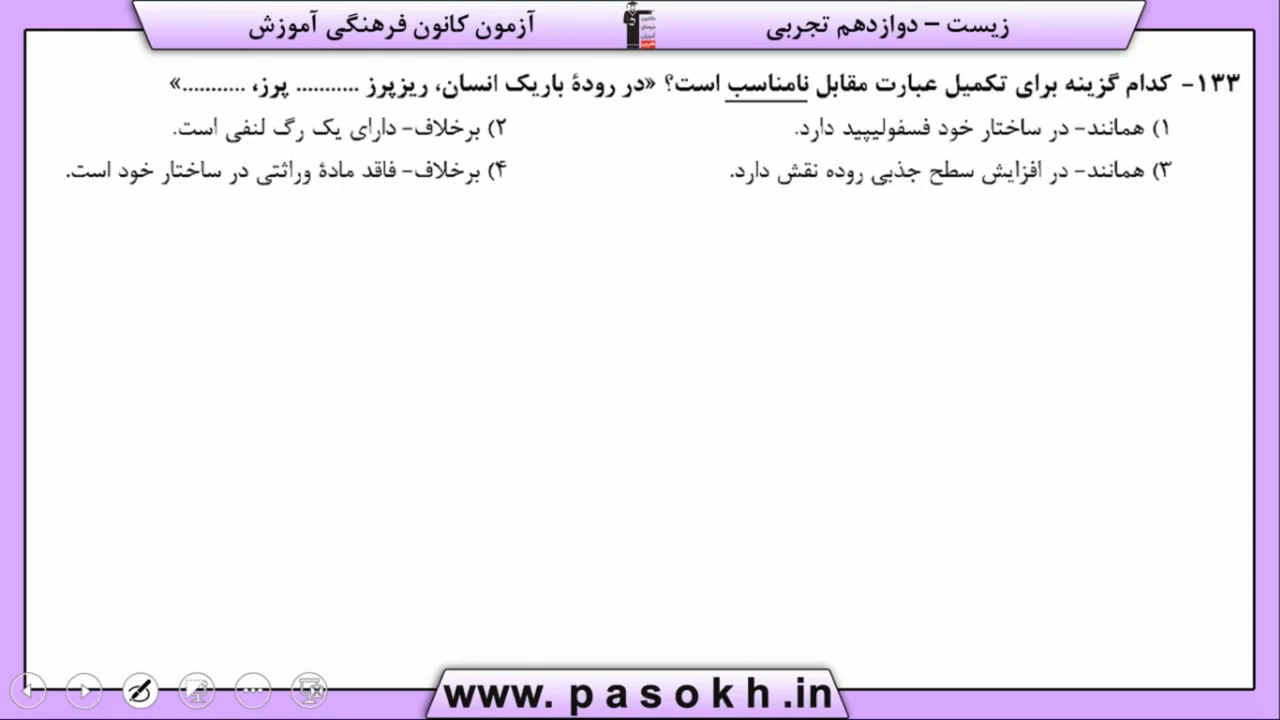 زیست – دوازدهم تجربی
آزمون کانون فرهنگی آموزش
۱۳۳- کدام گزینه برای تکمیل عبارت مقابل نامناسب است؟ «در رودهٔ باریک انسان، ریزپرز ........... پرز، ...........»
۱) همانند- در ساختار خود فسفولیپید دارد.
۲) برخلاف- دارای یک رگ لنفی است.
۳) همانند- در افزایش سطح جذبی روده نقش دارد.
۴) برخلاف- فاقد مادهٔ وراثتی در ساختار خود است.
www. p a s o k h .in